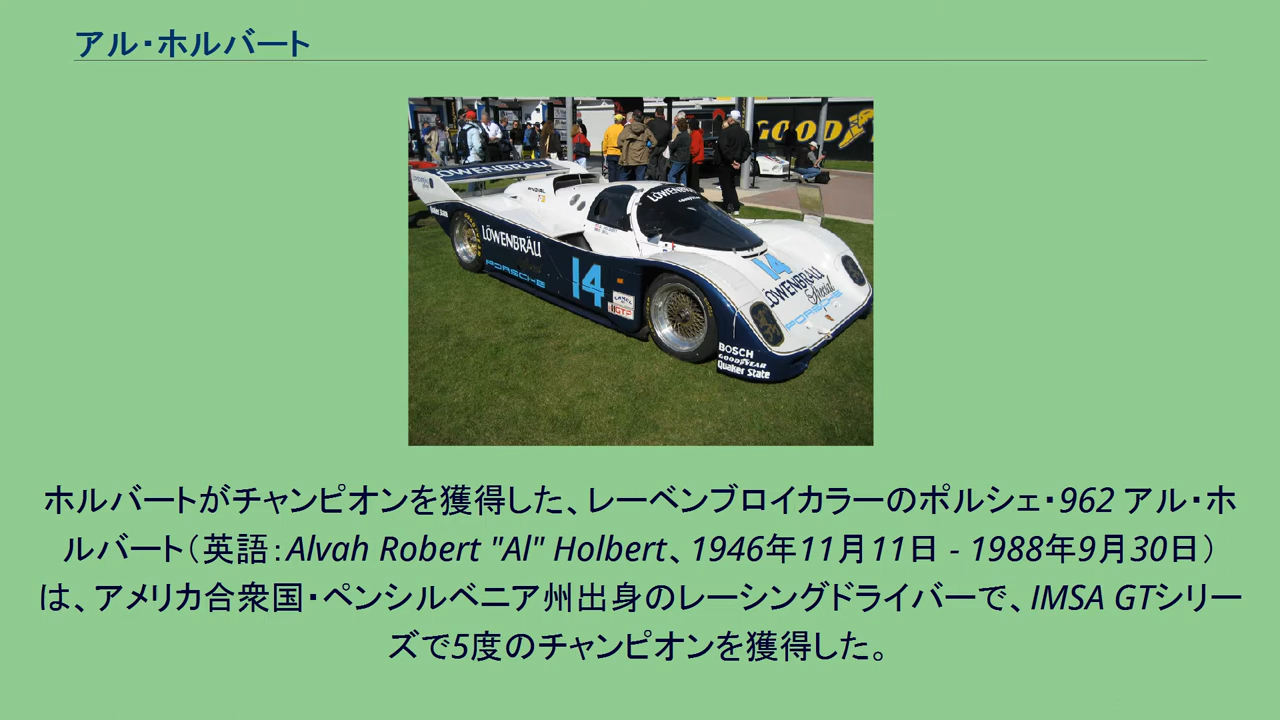 アル・ホルバート
GOOD
LÖWENBRÄU
LÖWENBRÄU
LÖWENBRÄU
PORSCHE
14
CAMEL
GTP
14
LÖWENBRÄU
Special
PORSCHE
BOSCH
GOODYEAR
Quaker State
ホルバートがチャンピオンを獲得した、レーベンブロイカラーのポルシェ・962 アル・ホ
ルバート（英語：Alvah Robert "Al" Holbert、1946年11月11日 - 1988年9月30日）
は、アメリカ合衆国・ペンシルベニア州出身のレーシングドライバーで、IMSA GTシリー
ズで5度のチャンピオンを獲得した。